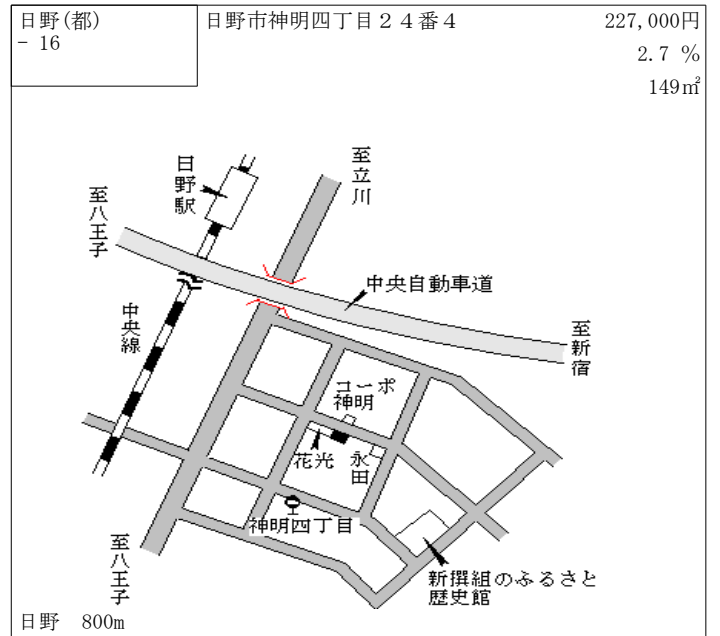 日野(都)
- 16
日野市神明四丁目２４番４
227,000円
2.7 %
149㎡
日野駅
至立川
至八王子
中央自動車道
中央線
至新宿
コーポ
神明
花光
永田
神明四丁目
至八王子
新撰組のふるさと
歴史館
日野 800m